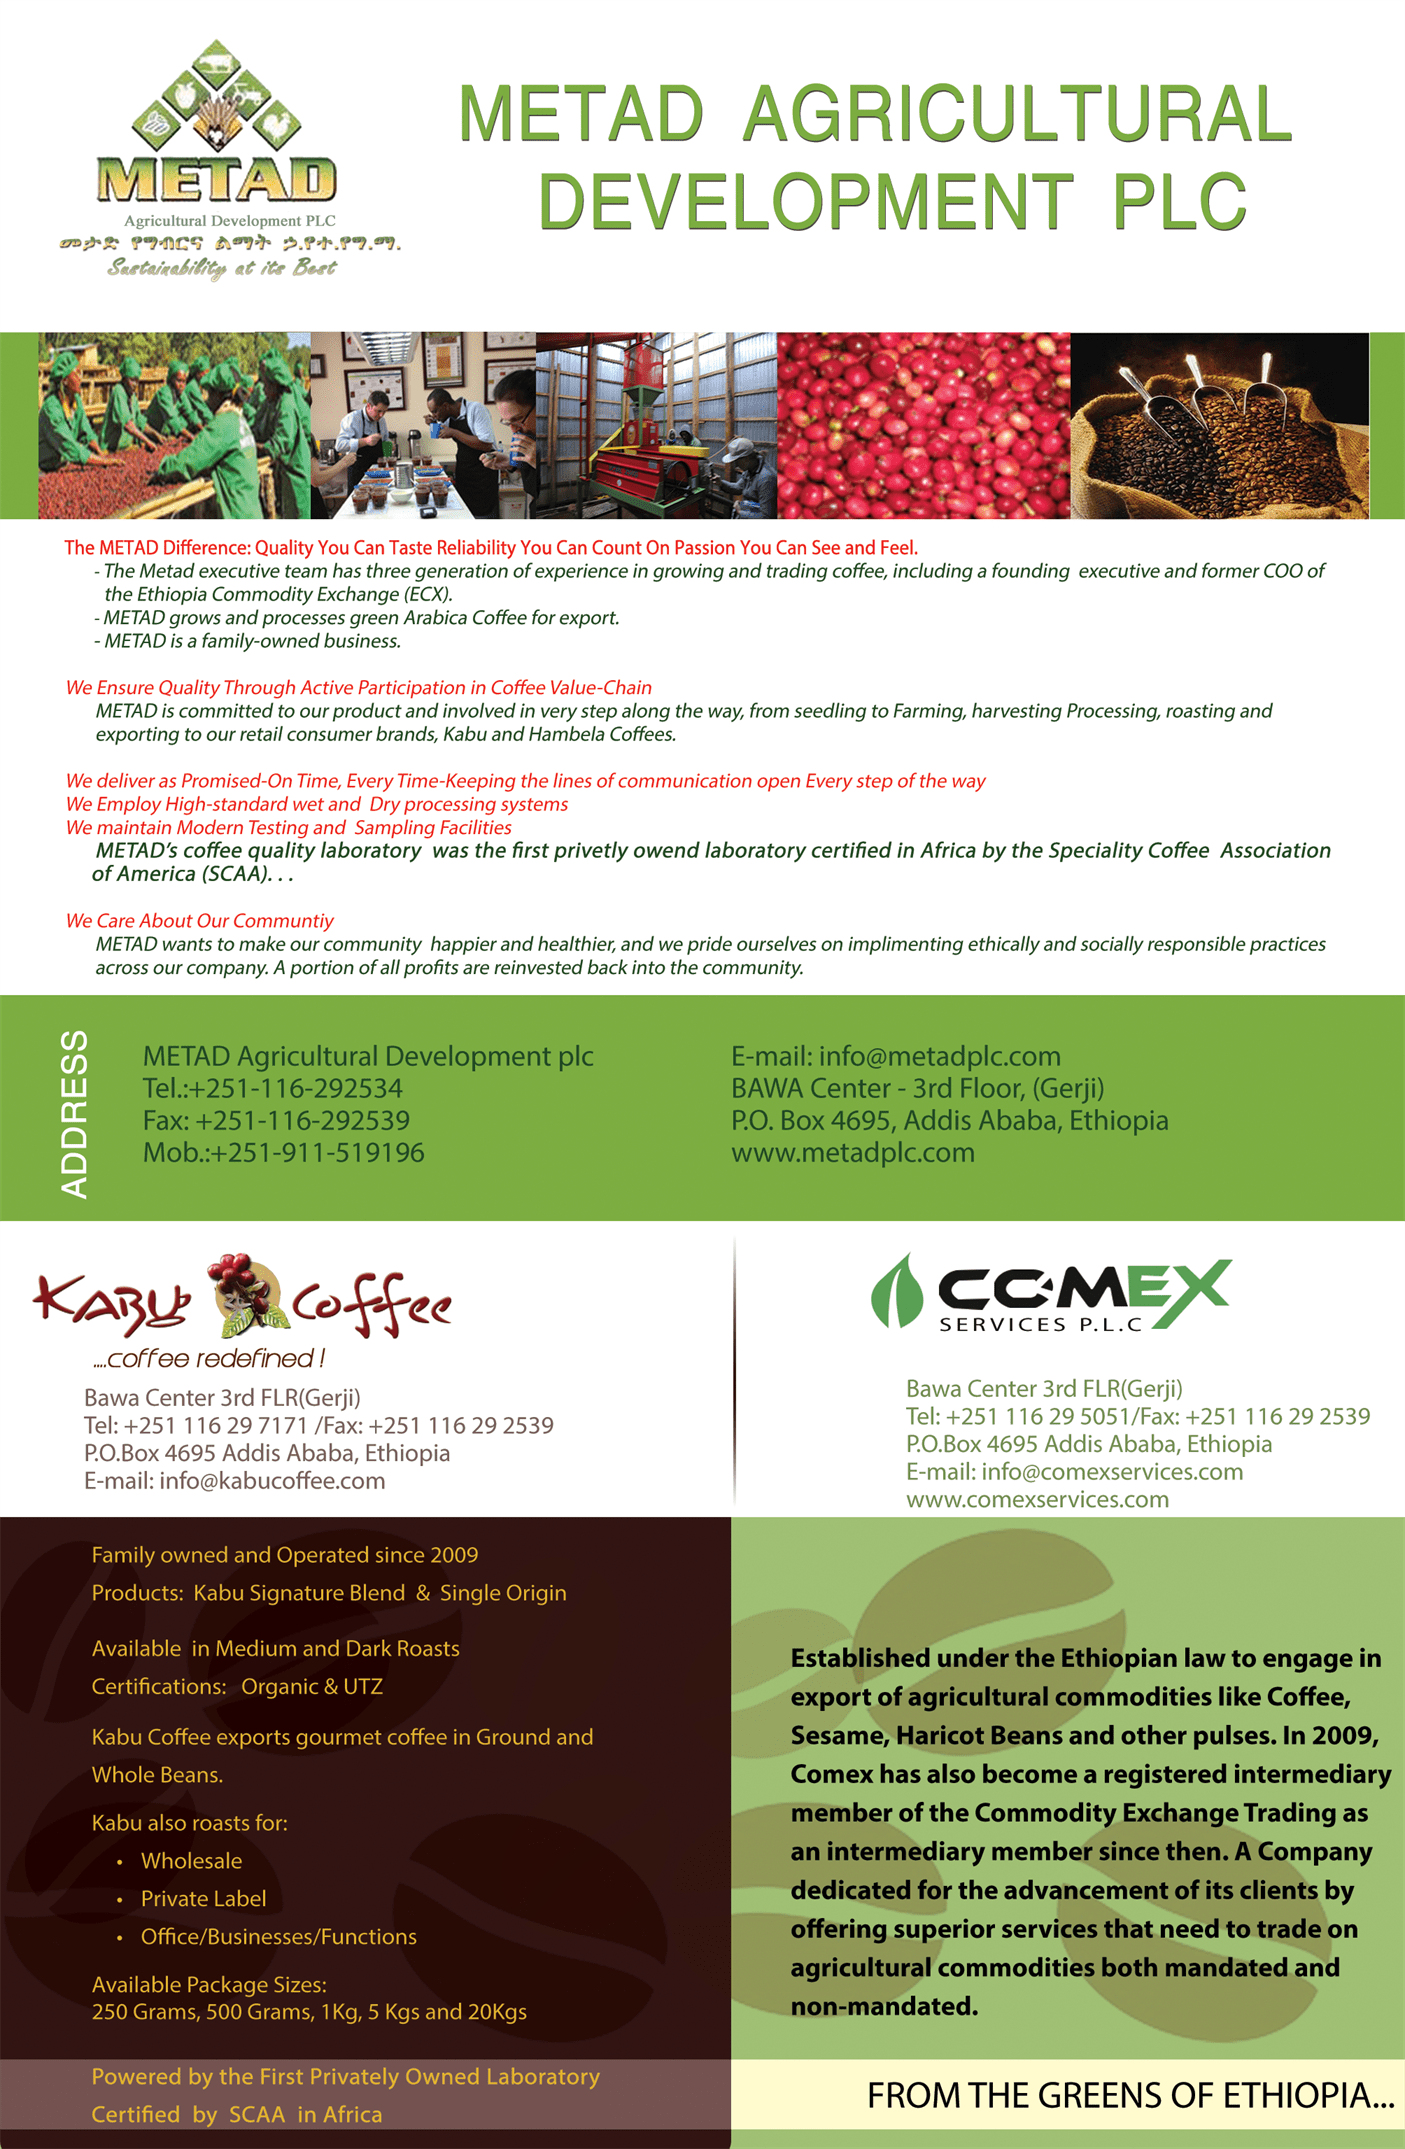 METAD
Agricultural Development PLC
መታድ የግብርና ልማት ኃ.የተ.የግ.ማ.
Sustainability at its Best
METAD AGRICULTURAL
DEVELOPMENT PLC
The METAD Difference: Quality You Can Taste Reliability You Can Count On Passion You Can See and Feel.
- The Metad executive team has three generation of experience in growing and trading coffee, including a founding executive and former COO of
the Ethiopia Commodity Exchange (ECX).
- METAD grows and processes green Arabica Coffee for export.
- METAD is a family-owned business.
We Ensure Quality Through Active Participation in Coffee Value-Chain
METAD is committed to our product and involved in very step along the way, from seedling to Farming, harvesting Processing, roasting and
exporting to our retail consumer brands, Kabu and Hambela Coffees.
We deliver as Promised-On Time, Every Time-Keeping the lines of communication open Every step of the way
We Employ High-standard wet and Dry processing systems
We maintain Modern Testing and Sampling Facilities
METAD's coffee quality laboratory was the first privetly owend laboratory certified in Africa by the Speciality Coffee Association
of America (SCAA). . .
We Care About Our Communtiy
METAD wants to make our community happier and healthier, and we pride ourselves on implimenting ethically and socially responsible practices
across our company. A portion of all profits are reinvested back into the community.
ADDRESS
METAD Agricultural Development plc
Tel.:+251-116-292534
Fax: +251-116-292539
Mob.:+251-911-519196
E-mail: info@metadplc.com
BAWA Center - 3rd Floor, (Gerji)
P.O. Box 4695, Addis Ababa, Ethiopia
www.metadplc.com
KABU Coffee
....coffee redefined !
Bawa Center 3rd FLR(Gerji)
Tel: +251 116 29 7171 /Fax: +251 116 29 2539
P.O.Box 4695 Addis Ababa, Ethiopia
E-mail: info@kabucoffee.com
COMEX
SERVICES P.L.C
Bawa Center 3rd FLR(Gerji)
Tel: +251 116 29 5051/Fax: +251 116 29 2539
P.O.Box 4695 Addis Ababa, Ethiopia
E-mail: info@comexservices.com
www.comexservices.com
Family owned and Operated since 2009
Products: Kabu Signature Blend & Single Origin
Available in Medium and Dark Roasts
Certifications: Organic & UTZ
Kabu Coffee exports gourmet coffee in Ground and
Whole Beans.
Kabu also roasts for:
• Wholesale
• Private Label
• Office/Businesses/Functions
Available Package Sizes:
250 Grams, 500 Grams, 1Kg, 5 Kgs and 20Kgs
Powered by the First Privately Owned Laboratory
Certified by SCAA in Africa
Established under the Ethiopian law to engage in
export of agricultural commodities like Coffee,
Sesame, Haricot Beans and other pulses. In 2009,
Comex has also become a registered intermediary
member of the Commodity Exchange Trading as
an intermediary member since then. A Company
dedicated for the advancement of its clients by
offering superior services that need to trade on
agricultural commodities both mandated and
non-mandated.
FROM THE GREENS OF ETHIOPIA...